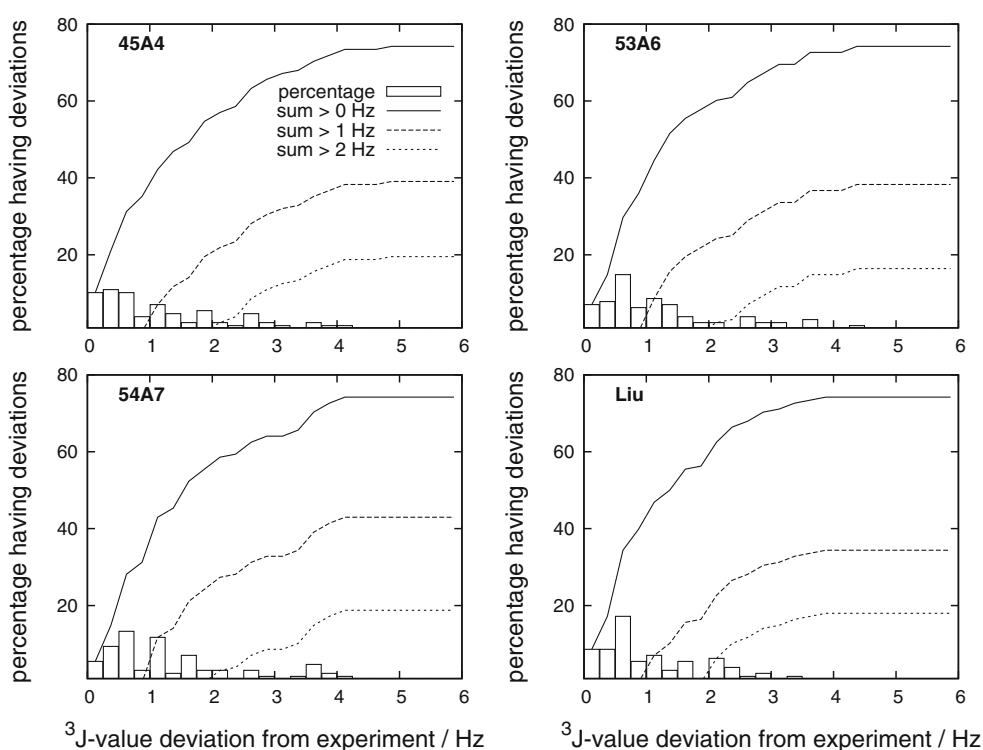 80
60
40
20
percentage having deviations
45A4
percentage
sum > 0 Hz
sum > 1 Hz
sum > 2 Hz
0 1 2 3 4 5 6
80
60
40
20
percentage having deviations
53A6
0 1 2 3 4 5 6
80
60
40
20
percentage having deviations
54A7
0 1 2 3 4 5 6
³J-value deviation from experiment / Hz
80
60
40
20
percentage having deviations
Liu
0 1 2 3 4 5 6
³J-value deviation from experiment / Hz